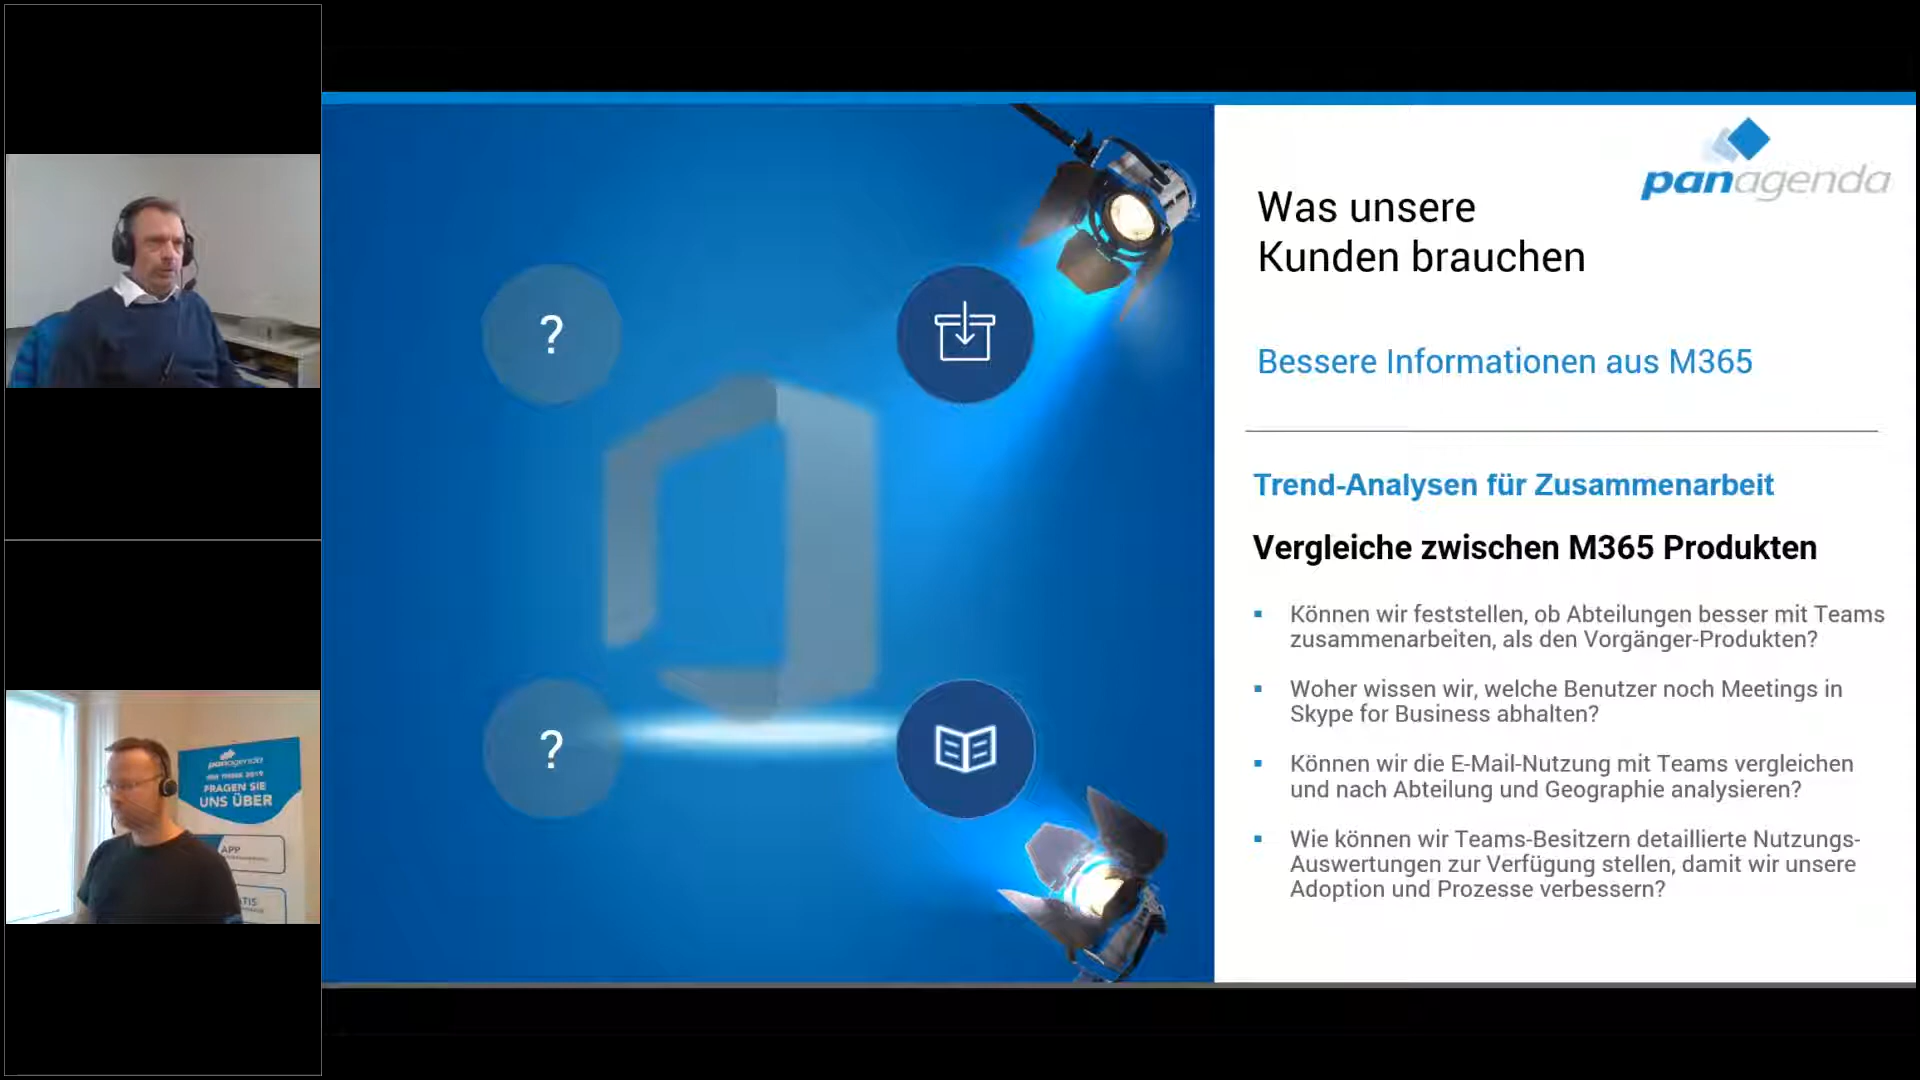 panagenda
Was unsere
Kunden brauchen
Bessere Informationen aus M365
Trend-Analysen für Zusammenarbeit
Vergleiche zwischen M365 Produkten
Können wir feststellen, ob Abteilungen besser mit Teams
zusammenarbeiten, als den Vorgänger-Produkten?
Woher wissen wir, welche Benutzer noch Meetings in
Skype for Business abhalten?
Können wir die E-Mail-Nutzung mit Teams vergleichen
und nach Abteilung und Geographie analysieren?
Wie können wir Teams-Besitzern detaillierte Nutzungs-
Auswertungen zur Verfügung stellen, damit wir unsere
Adoption und Prozesse verbessern?
?
?
panagenda
FRAGEN SIE
UNS ÜBER
APP